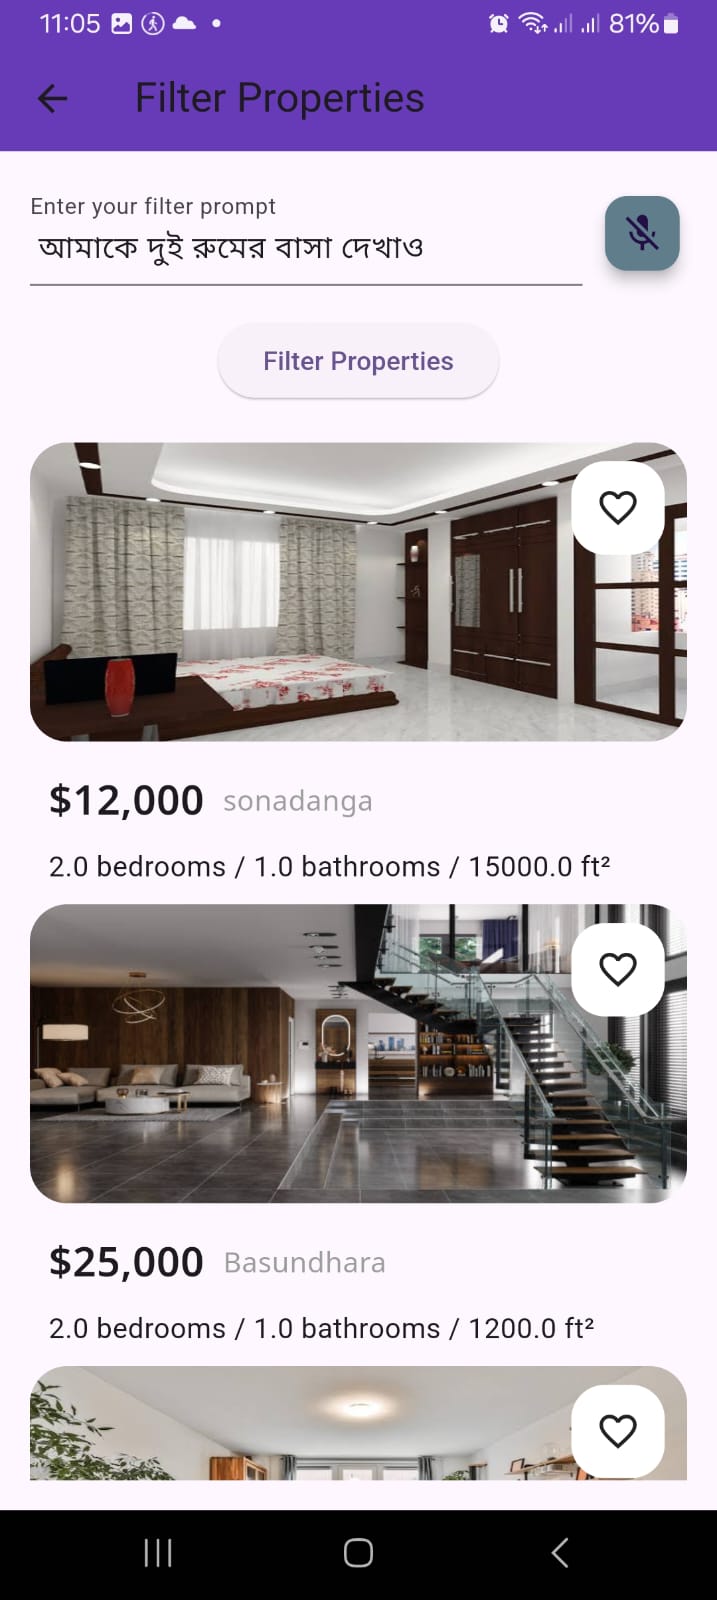 11:05 81%
Filter Properties
Enter your filter prompt
আমাকে দুই রুমের বাসা দেখাও
Filter Properties
$12,000 sonadanga
2.0 bedrooms / 1.0 bathrooms / 15000.0 ft²
$25,000 Basundhara
2.0 bedrooms / 1.0 bathrooms / 1200.0 ft²